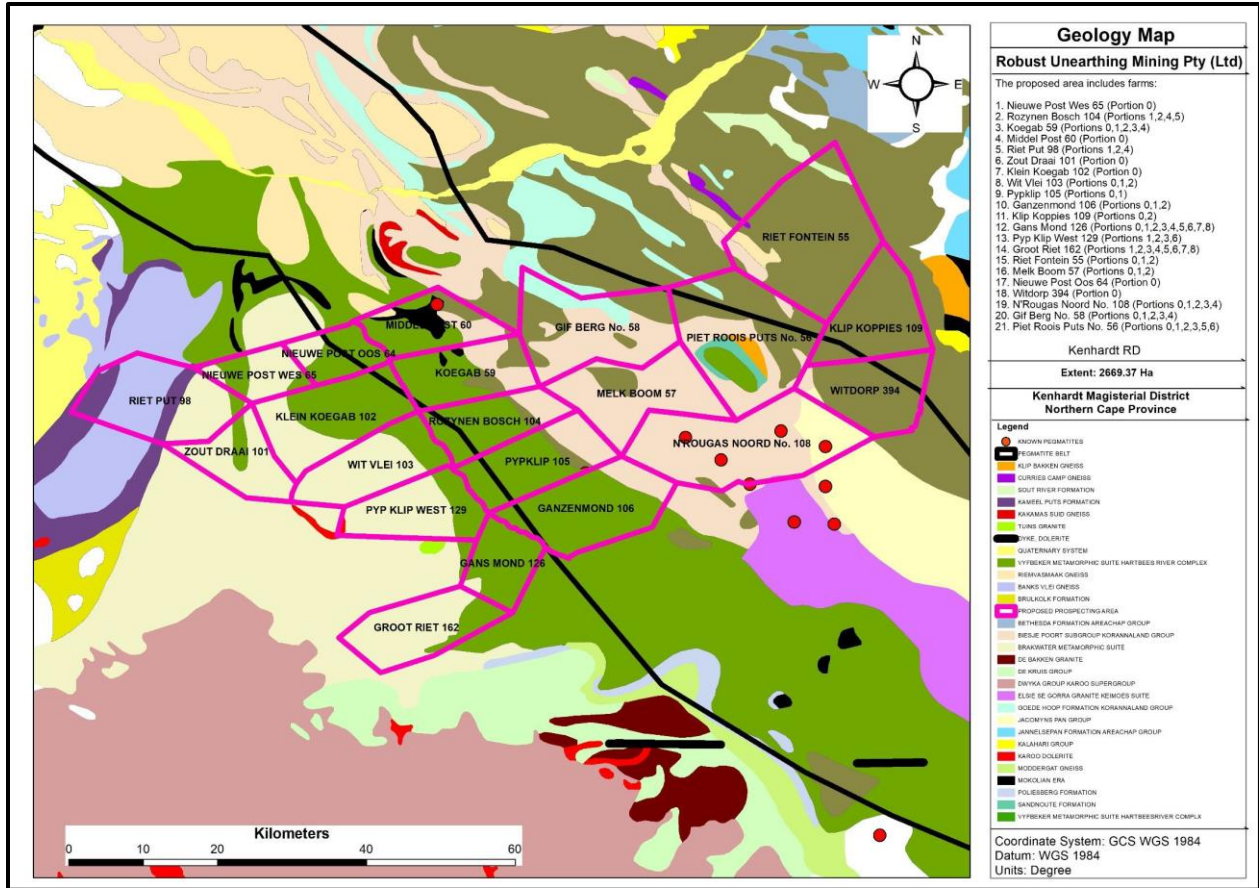 N
W
E
S
RIET FONTEIN 55
KLIP KOPPIES 109
GIF BERG No. 58
PIET ROOIS PUTS No. 56
WITDORP 394
60
NIEUWE POST OOS 64
NIEUWE POST WES 65
KOEGAB 59
MELK BOOM 57
RIET PUT 98
KLEIN KOEGAB 102
ROZYNEN BOSCH 104
N'ROUGAS NOORD No. 108
ZOUT DRAAI 101
WIT VLEI 103
PYPKLIP 105
PYP KLIP WEST 129
GANZENMOND 106
GANS MOND 126
GROOT RIET 162
Kilometers
0 10 20 40 60
Geology Map
Robust Unearthing Mining Pty (Ltd)
The proposed area includes farms:
1. Nieuwe Post Wes 65 (Portion 0)
2. Rozynen Bosch 104 (Portions 1,2,4,5)
3. Koegab 59 (Portions 0,1,2,3,4)
4. Middel Post 60 (Portion 0)
5. Riet Put 98 (Portions 1,2,4)
6. Zout Draai 101 (Portion 0)
7. Klein Koegab 102 (Portion 0)
8. Wit Vlei 103 (Portions 0,1,2)
9. Pypklip 105 (Portions 0,1)
10. Ganzenmond 106 (Portions 0,1,2)
11. Klip Koppies 109 (Portions 0,2)
12. Gans Mond 126 (Portions 0,1,2,3,4,5,6,7,8)
13. Pyp Klip West 129 (Portions 1,2,3,6)
14. Groot Riet 162 (Portions 1,2,3,4,5,6,7,8)
15. Riet Fontein 55 (Portions 0,1,2)
16. Melk Boom 57 (Portions 0,1,2)
17. Nieuwe Post Oos 64 (Portion 0)
18. Witdorp 394 (Portion 0)
19. N'Rougas Noord No. 108 (Portions 0,1,2,3,4)
20. Gif Berg No. 58 (Portions 0,1,2,3,4)
21. Piet Roois Puts No. 56 (Portions 0,1,2,3,5,6)
Kenhardt RD
Extent: 2669.37 Ha
Kenhardt Magisterial District
Northern Cape Province
Legend
KNOWN PEGMATITES
PEGMATITE BELT
KLIP BAKKEN GNEISS
CURRIES CAMP GNEISS
SOUT RIVER FORMATION
KAMEEL PUTS FORMATION
KAKAMAS SUID GNEISS
TUINS GRANITE
DYKE, DOLERITE
QUATERNARY SYSTEM
VYFBEKER METAMORPHIC SUITE HARTBEES RIVER COMPLEX
RIEMVASMAAK GNEISS
BANKS VLEI GNEISS
BRULKOLK FORMATION
PROPOSED PROSPECTING AREA
BETHESDA FORMATION AREACHAP GROUP
BIESJE POORT SUBGROUP KORANNALAND GROUP
BRAKWATER METAMORPHIC SUITE
DE BAKKEN GRANITE
DE KRUIS GROUP
DWYKA GROUP KAROO SUPERGROUP
ELSIE SE GORRA GRANITE KEIMOES SUITE
GOEDE HOOP FORMATION KORANNALAND GROUP
JACOMYNS PAN GROUP
JANNELSEPAN FORMATION AREACHAP GROUP
KALAHARI GROUP
KAROO DOLERITE
MODDERGAT GNEISS
MOKOLIAN ERA
POLIESBERG FORMATION
SANDNOUTE FORMATION
VYFBEKER METAMORPHIC SUITE HARTBEESRIVER COMPLX
Coordinate System: GCS WGS 1984
Datum: WGS 1984
Units: Degree